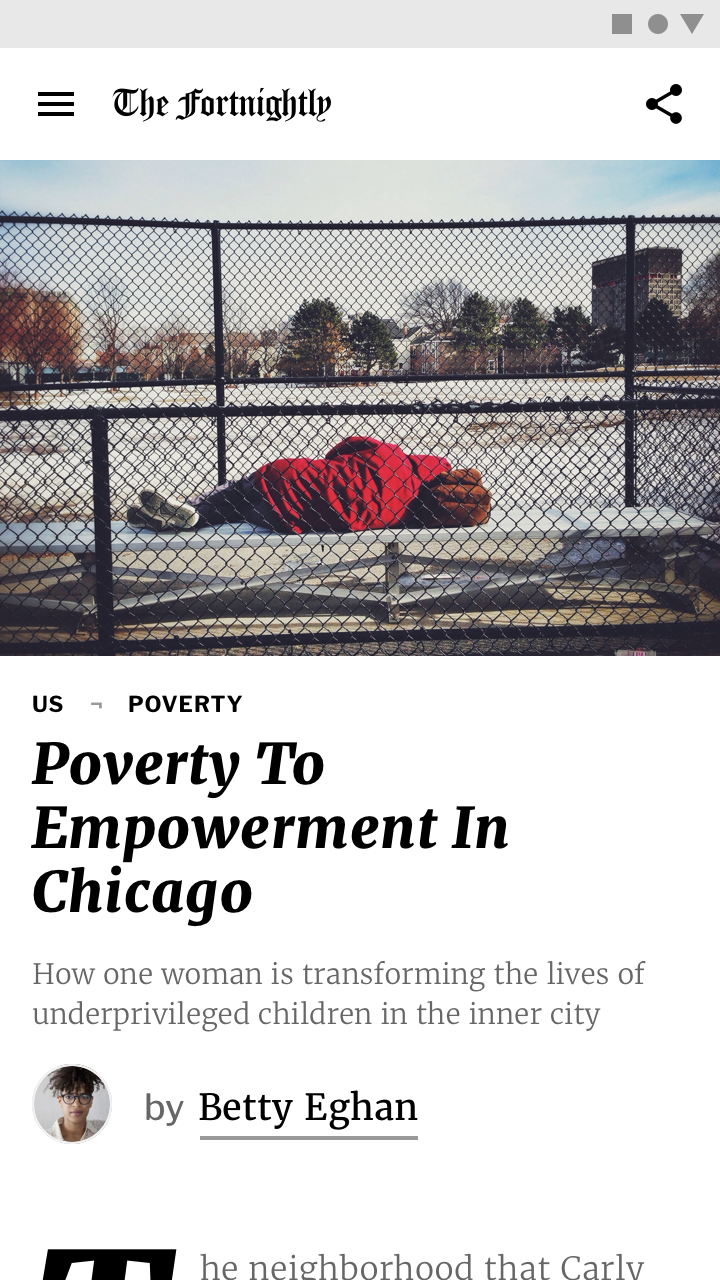 The Fortnightly
US ¬ POVERTY
Poverty To
Empowerment In
Chicago
How one woman is transforming the lives of
underprivileged children in the inner city
by Betty Eghan
The neighborhood that Carly